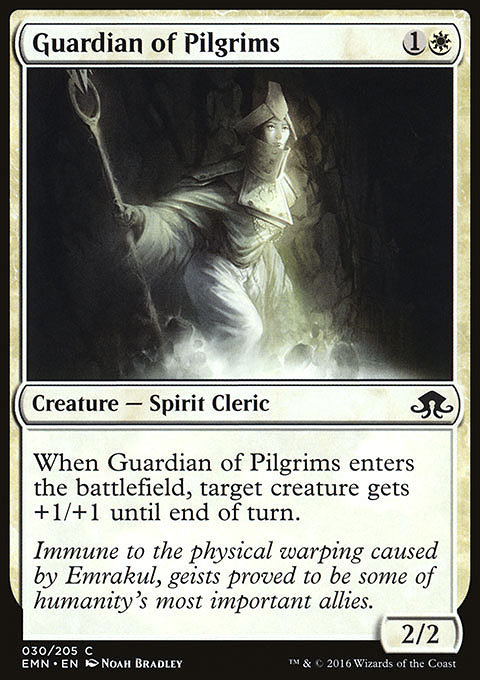 Guardian of Pilgrims 1
Creature — Spirit Cleric
When Guardian of Pilgrims enters
the battlefield, target creature gets
+1/+1 until end of turn.
Immune to the physical warping caused
by Emrakul, geists proved to be some of
humanity's most important allies.
2/2
030/205 C
EMN • EN Noah Bradley
™ & © 2016 Wizards of the Coast